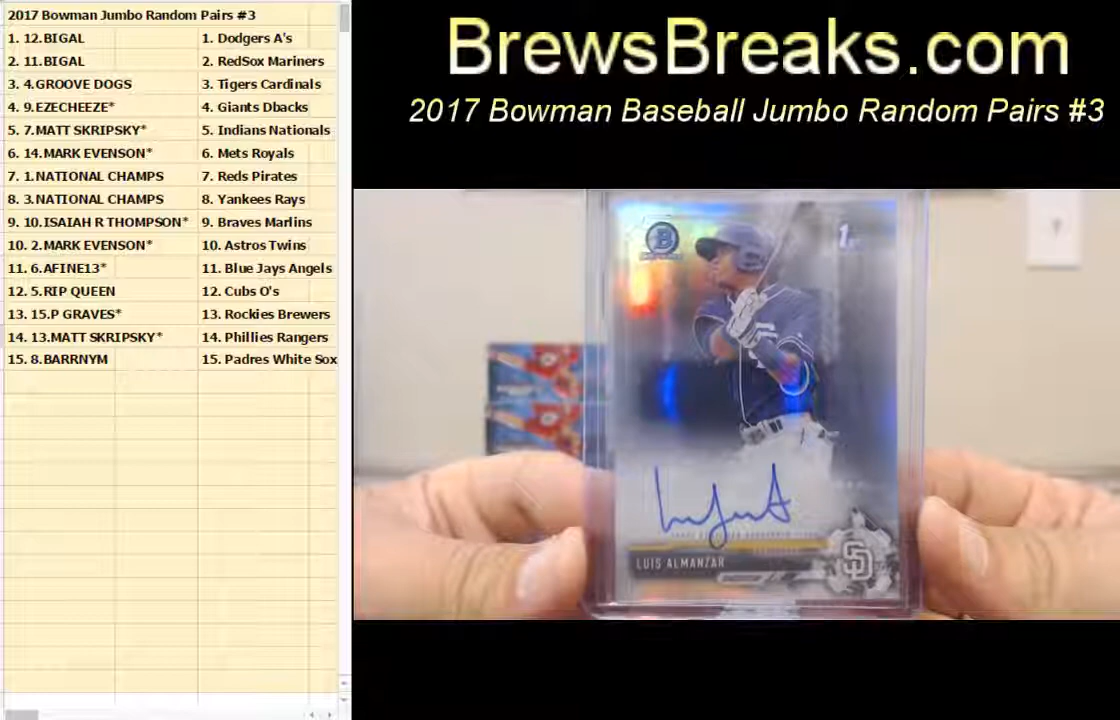 2017 Bowman Jumbo Random Pairs #3
1. 12.BIGAL 1. Dodgers A's
2. 11.BIGAL 2. RedSox Mariners
3. 4.GROOVE DOGS 3. Tigers Cardinals
4. 9.EZECHEEZE* 4. Giants Dbacks
5. 7.MATT SKRIPSKY* 5. Indians Nationals
6. 14.MARK EVENSON* 6. Mets Royals
7. 1.NATIONAL CHAMPS 7. Reds Pirates
8. 3.NATIONAL CHAMPS 8. Yankees Rays
9. 10.ISAIAH R THOMPSON* 9. Braves Marlins
10. 2.MARK EVENSON* 10. Astros Twins
11. 6.AFINE13* 11. Blue Jays Angels
12. 5.RIP QUEEN 12. Cubs O's
13. 15.P GRAVES* 13. Rockies Brewers
14. 13.MATT SKRIPSKY* 14. Phillies Rangers
15. 8.BARRNYM 15. Padres White Sox
BrewsBreaks.com
2017 Bowman Baseball Jumbo Random Pairs #3
B
1st
LUIS ALMANZAR
SD